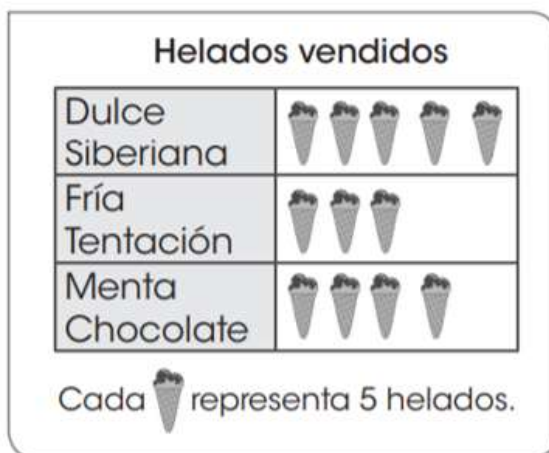 Helados vendidos
Dulce
Siberiana
Fría
Tentación
Menta
Chocolate
Cada representa 5 helados.